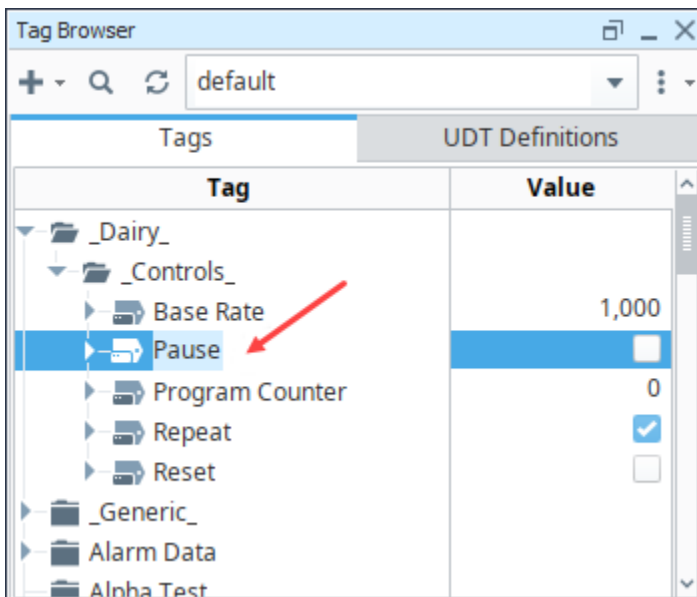 Tag Browser
default
Tags UDT Definitions
Tag Value
_Dairy_
_Controls_
Base Rate 1,000
Pause
Program Counter 0
Repeat
Reset
_Generic_
Alarm Data
Alpha Test